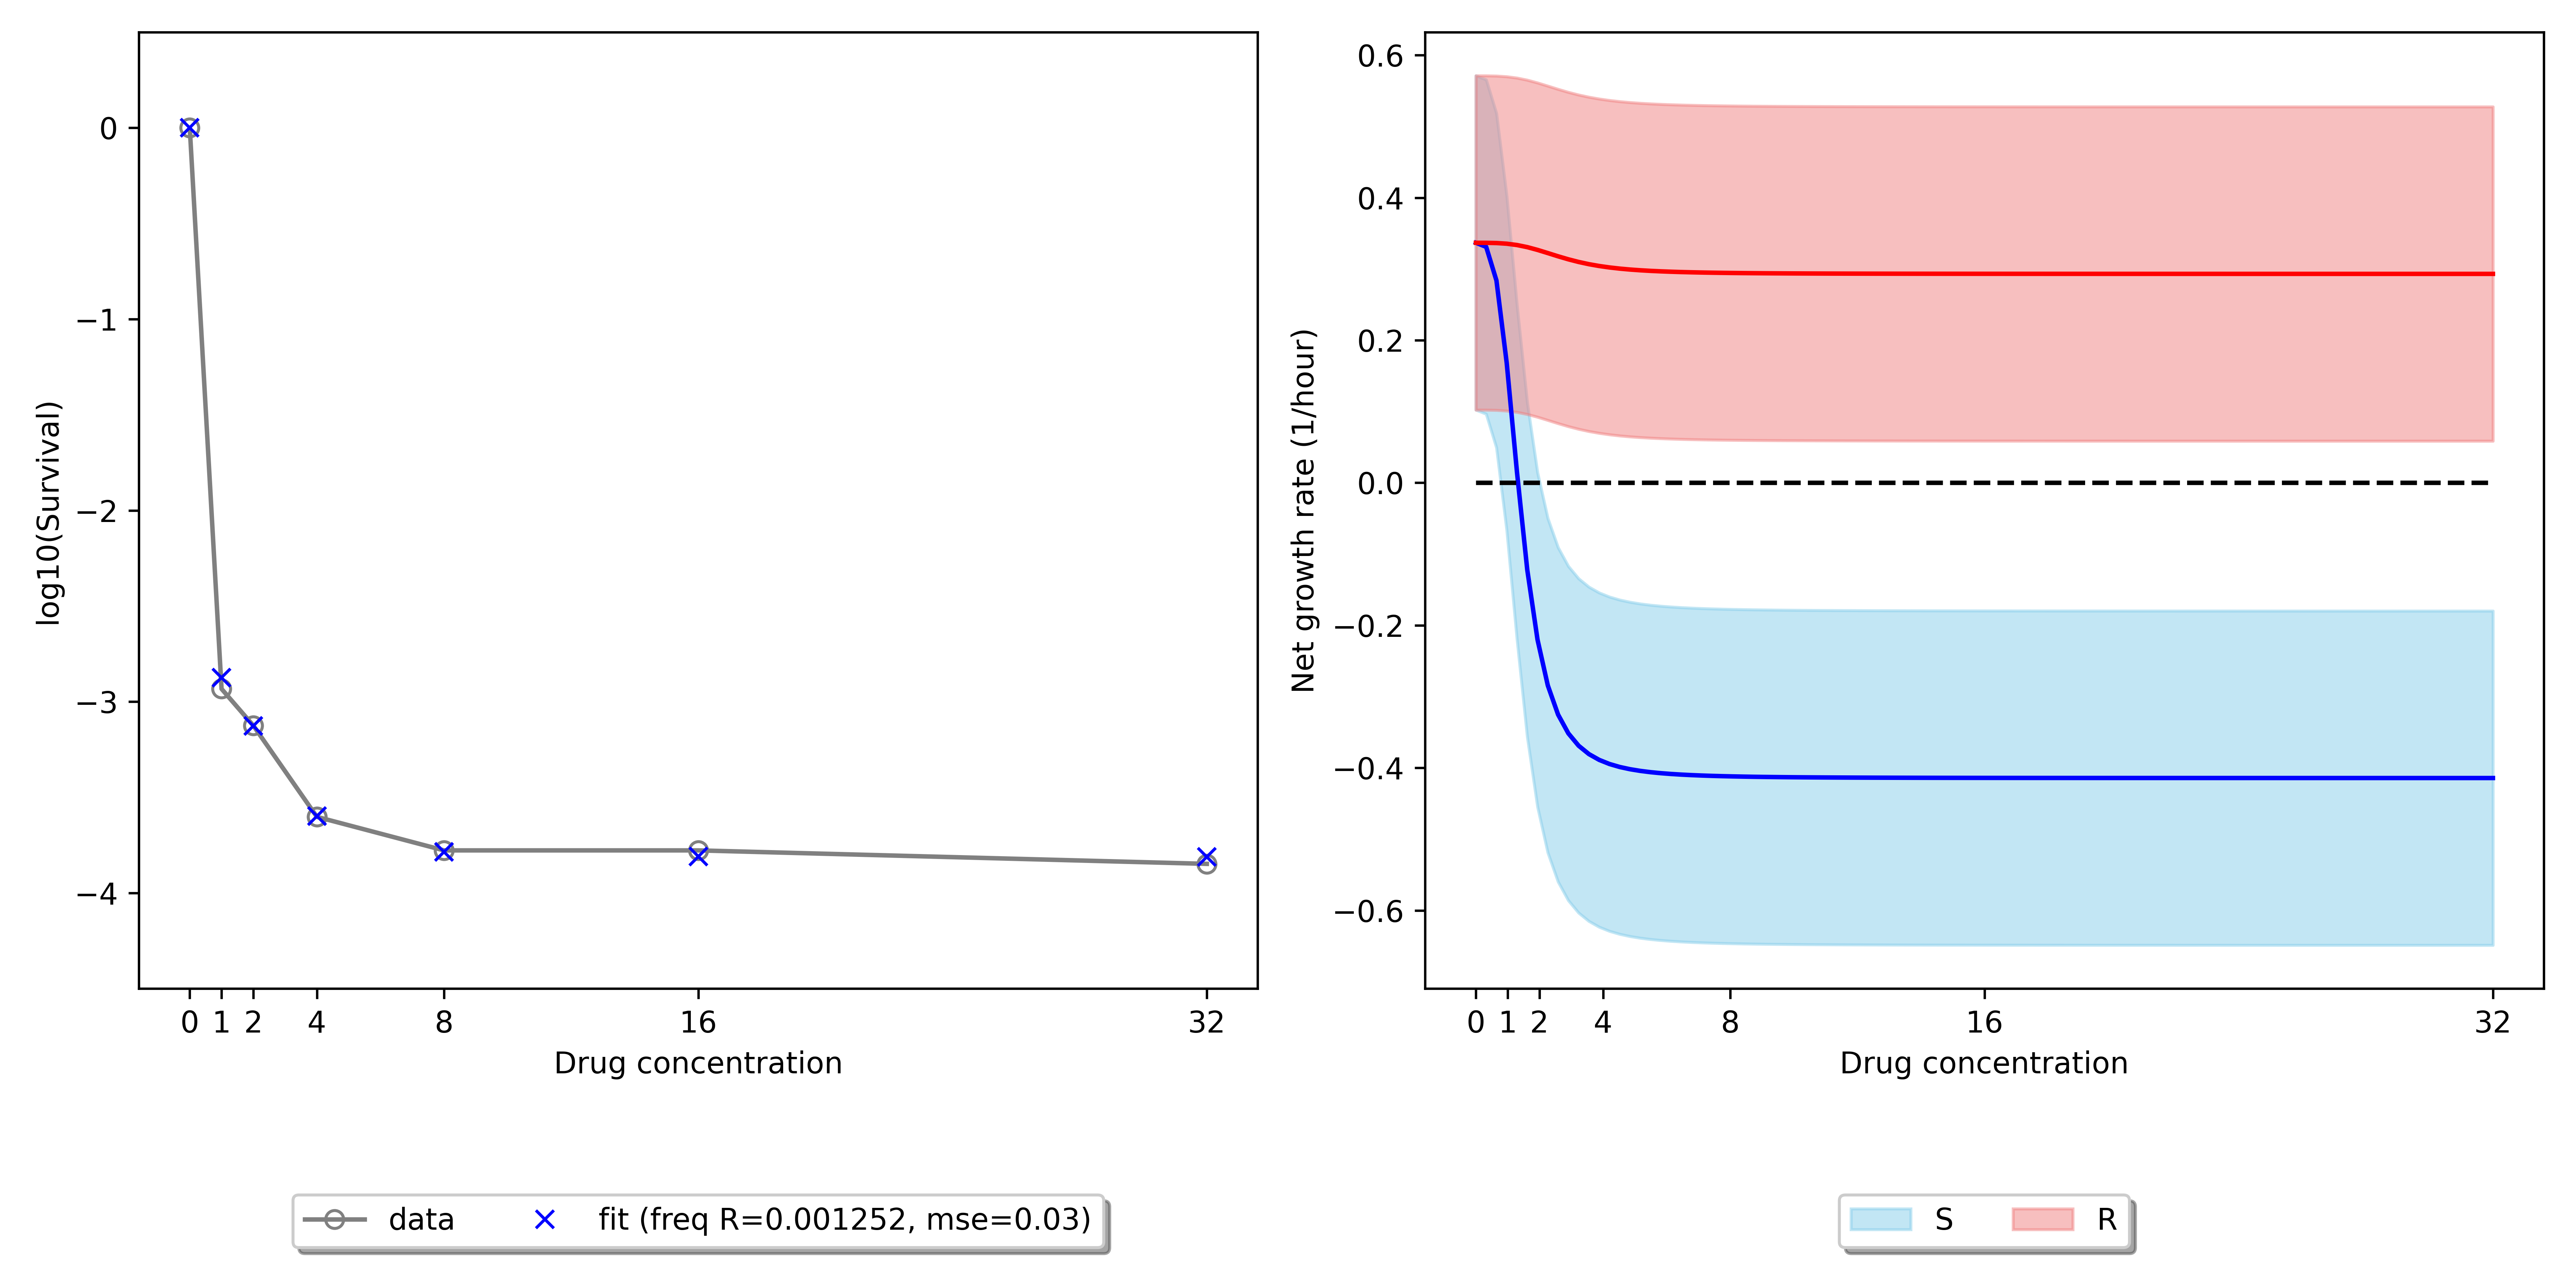 log10(Survival)
0
−1
−2
−3
−4
0 1 2 4 8 16 32
Drug concentration
data fit (freq R=0.001252, mse=0.03)
Net growth rate (1/hour)
0.6
0.4
0.2
0.0
−0.2
−0.4
−0.6
0 1 2 4 8 16 32
Drug concentration
S R